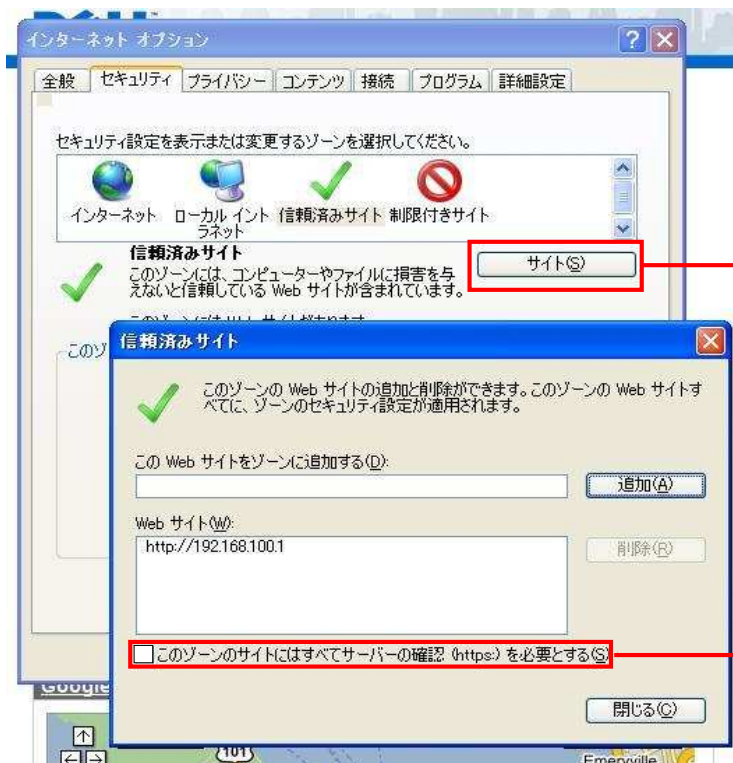 インターネット オプション
全般 セキュリティ プライバシー コンテンツ 接続 プログラム 詳細設定
セキュリティ設定を表示または変更するゾーンを選択してください。
インターネット ローカル イント 信頼済みサイト 制限付きサイト
ラネット
信頼済みサイト
サイト(S)
このゾーンには、コンピューターやファイルに損害を与
えないと信頼している Web サイトが含まれています。
このゾ
信頼済みサイト
このゾーンの Web サイトの追加と削除ができます。このゾーンの Web サイトす
べてに、ゾーンのセキュリティ設定が適用されます。
この Web サイトをゾーンに追加する(D):
追加(A)
Web サイト(W):
http://192.168.100.1
削除(R)
このゾーンのサイトにはすべてサーバーの確認 (https:) を必要とする(S)
閉じる(C)
Google
101
Emeryville